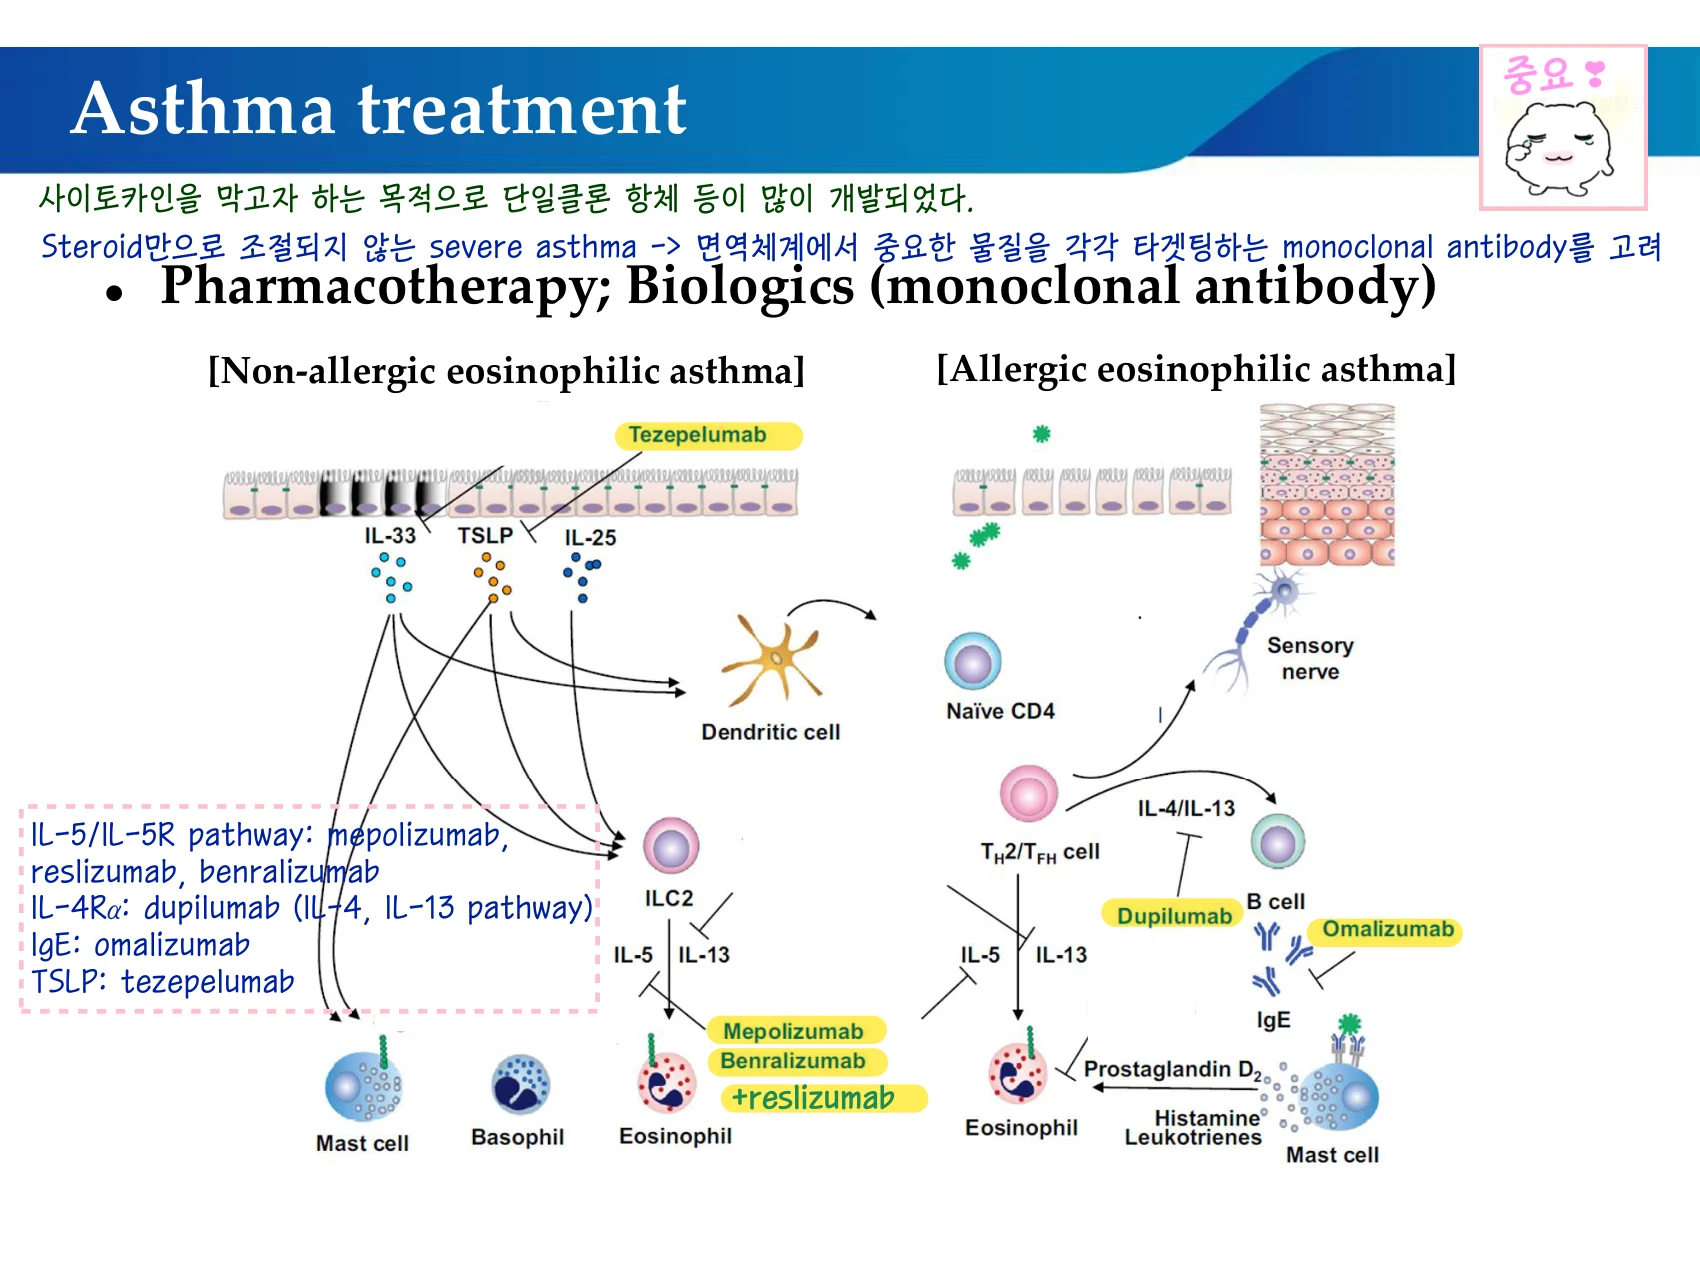 Asthma treatment
중요❣
사이토카인을 막고자 하는 목적으로 단일클론 항체 등이 많이 개발되었다.
Steroid만으로 조절되지 않는 severe asthma -> 면역체계에서 중요한 물질을 각각 타겟팅하는 monoclonal antibody를 고려
• Pharmacotherapy; Biologics (monoclonal antibody)
[Non-allergic eosinophilic asthma]
Tezepelumab
IL-33 TSLP IL-25
Dendritic cell
IL-5/IL-5R pathway: mepolizumab,
reslizumab, benralizumab
IL-4Rα: dupilumab (IL-4, IL-13 pathway)
IgE: omalizumab
TSLP: tezepelumab
ILC2
IL-5 IL-13
Mepolizumab
Benralizumab
+reslizumab
Mast cell
Basophil
Eosinophil
[Allergic eosinophilic asthma]
Sensory
nerve
Naïve CD4
IL-4/IL-13
TH2/TFH cell
B cell
Dupilumab
Omalizumab
IL-5 IL-13
IgE
Prostaglandin D2
Histamine
Leukotrienes
Eosinophil
Mast cell